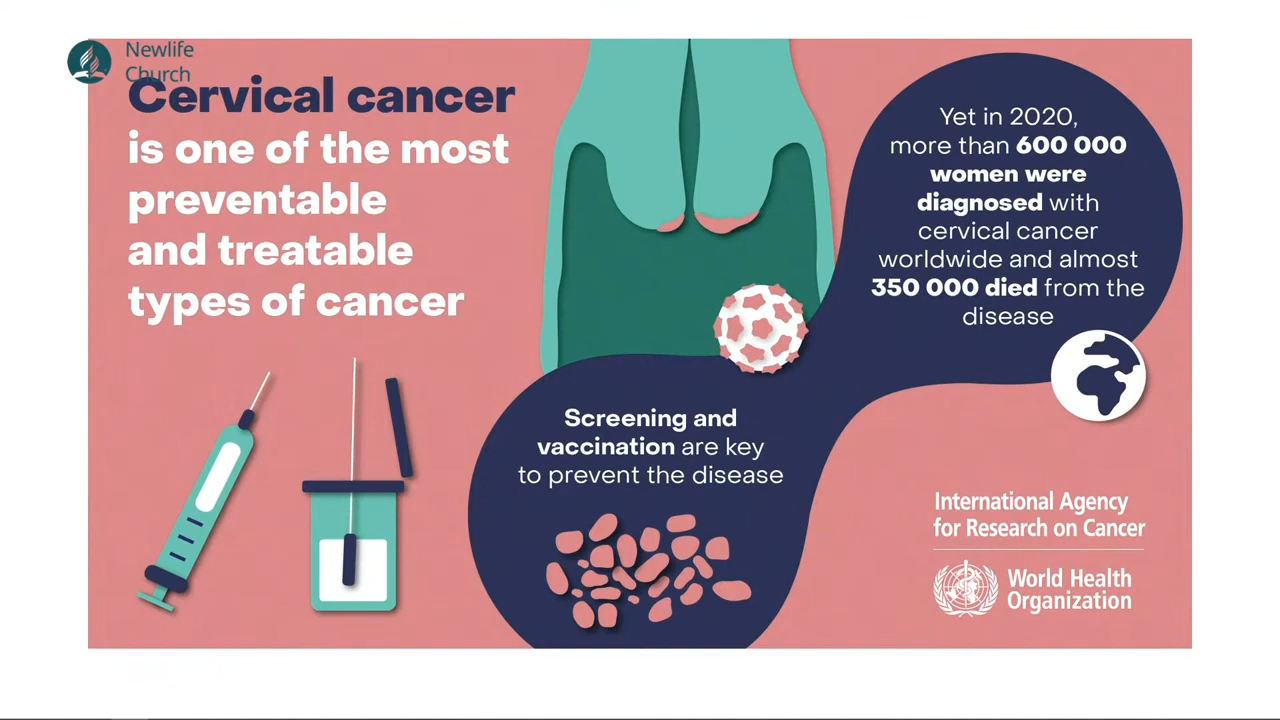 Newlife
Church
Cervical cancer
is one of the most
preventable
and treatable
types of cancer
Yet in 2020,
more than 600 000
women were
diagnosed with
cervical cancer
worldwide and almost
350 000 died from the
disease
Screening and
vaccination are key
to prevent the disease
International Agency
for Research on Cancer
World Health
Organization